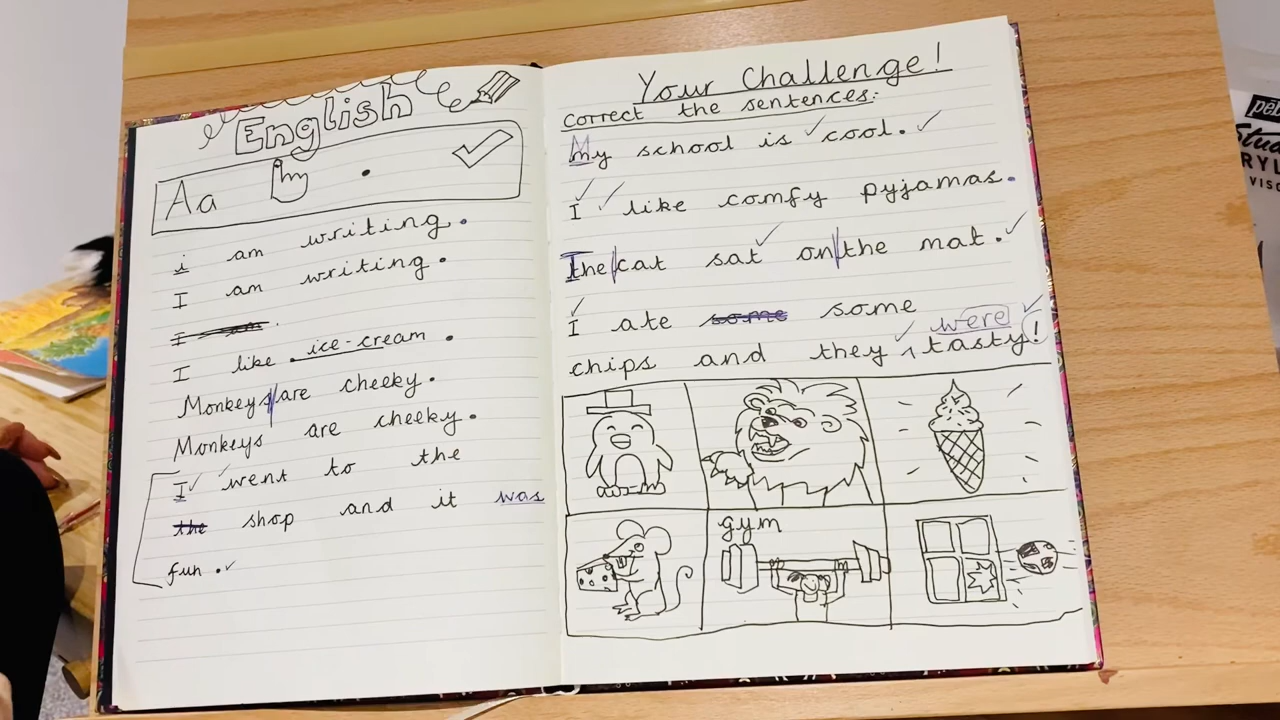 English
Aa .
i am writing.
I am writing.
I
I like ice-cream.
Monkeys are cheeky.
Monkeys are cheeky.
I went to the
the shop and it was
fun.
Your Challenge!
correct the sentences:
My school is cool.
I like comfy pyjamas.
The cat sat on the mat.
I ate some some
chips and they were tasty!
gym